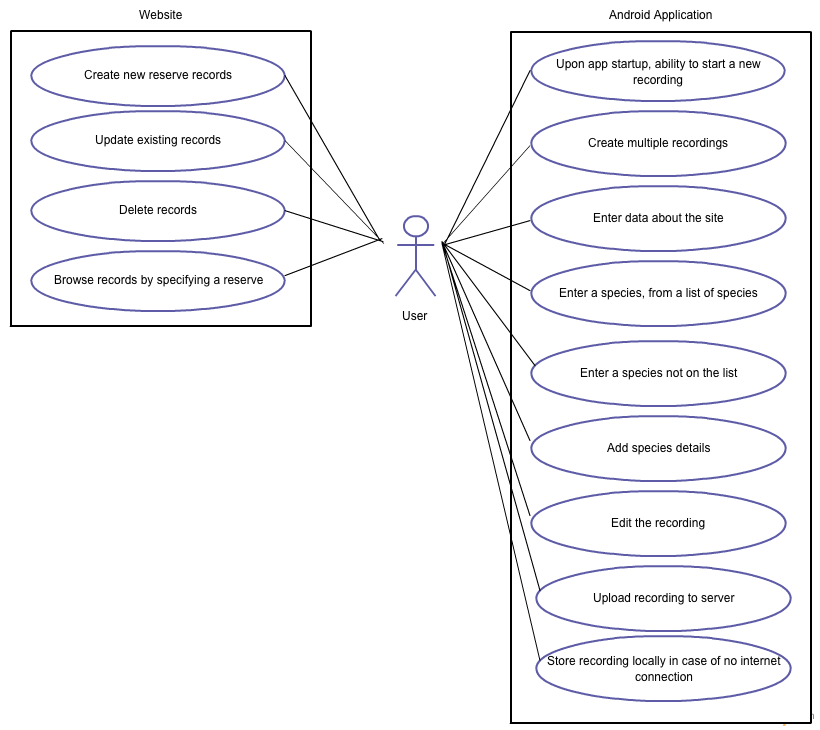 Website
Android Application
Create new reserve records
Update existing records
Delete records
Browse records by specifying a reserve
User
Upon app startup, ability to start a new
recording
Create multiple recordings
Enter data about the site
Enter a species, from a list of species
Enter a species not on the list
Add species details
Edit the recording
Upload recording to server
Store recording locally in case of no internet
connection